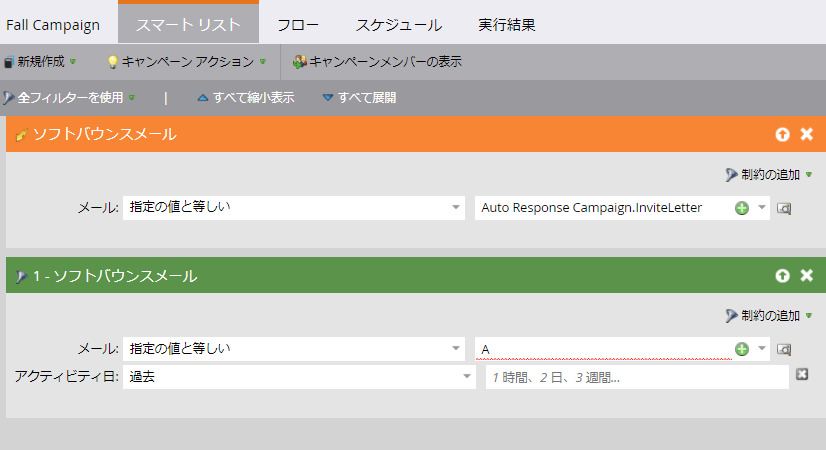 Fall Campaign スマート リスト フロー スケジュール 実行結果
新規作成 キャンペーン アクション キャンペーンメンバーの表示
全フィルターを使用 | すべて縮小表示 すべて展開
ソフトバウンスメール
制約の追加
メール: 指定の値と等しい Auto Response Campaign.InviteLetter
1 - ソフトバウンスメール
制約の追加
メール: 指定の値と等しい A
アクティビティ日: 過去 1 時間、2 日、3 週間...